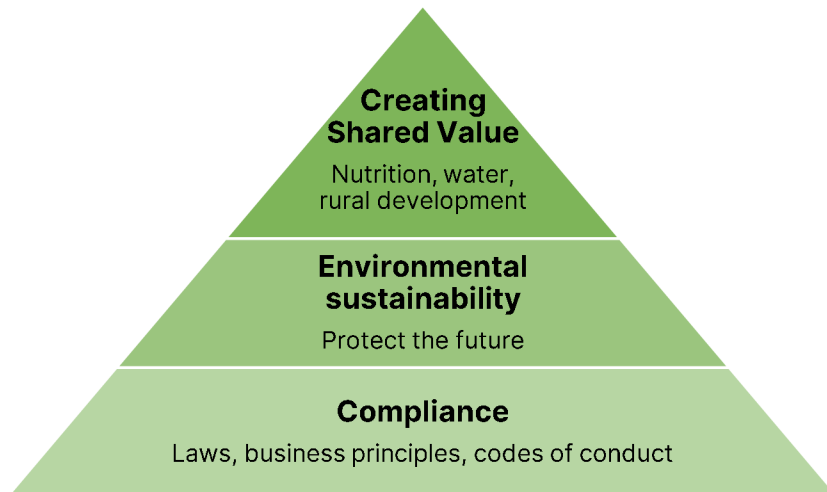 Creating
Shared Value
Nutrition, water,
rural development
Environmental
sustainability
Protect the future
Compliance
Laws, business principles, codes of conduct